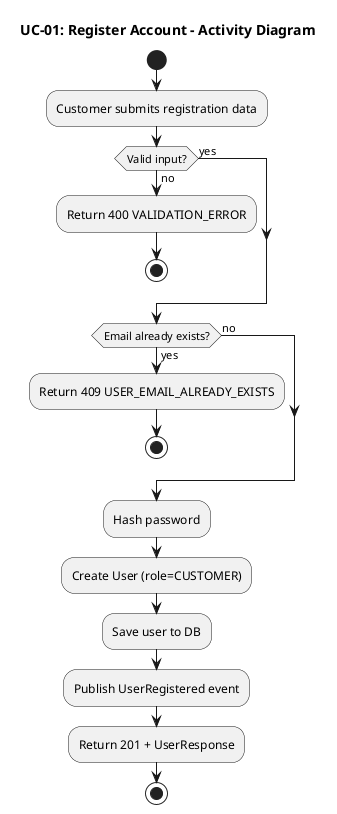 UC-01: Register Account - Activity Diagram
Customer submits registration data
Valid input?
yes
no
Return 400 VALIDATION_ERROR
Email already exists?
no
yes
Return 409 USER_EMAIL_ALREADY_EXISTS
Hash password
Create User (role=CUSTOMER)
Save user to DB
Publish UserRegistered event
Return 201 + UserResponse